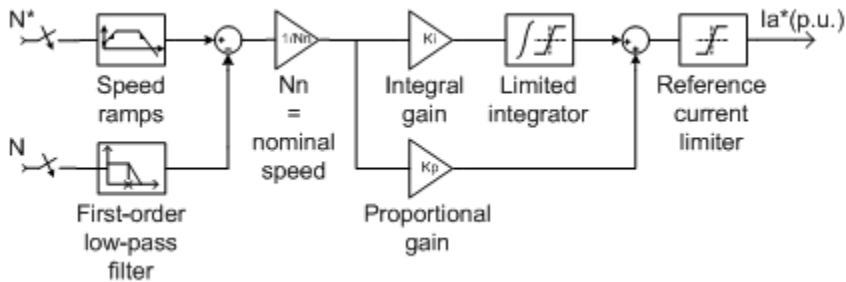 N*
Ia*(p.u.)
1/Nn
Ki
Speed
ramps
Nn
=
nominal
speed
Integral
gain
Limited
integrator
Reference
current
limiter
N
Kp
First-order
low-pass
filter
Proportional
gain